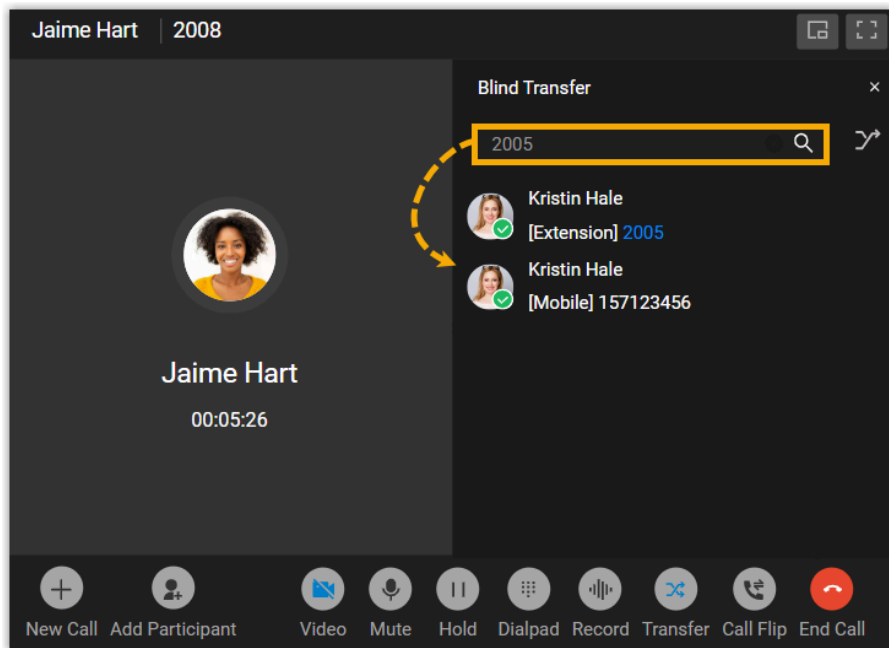 Jaime Hart 2008
Blind Transfer
2005
Kristin Hale
[Extension] 2005
Kristin Hale
[Mobile] 157123456
Jaime Hart
00:05:26
New Call Add Participant Video Mute Hold Dialpad Record Transfer Call Flip End Call